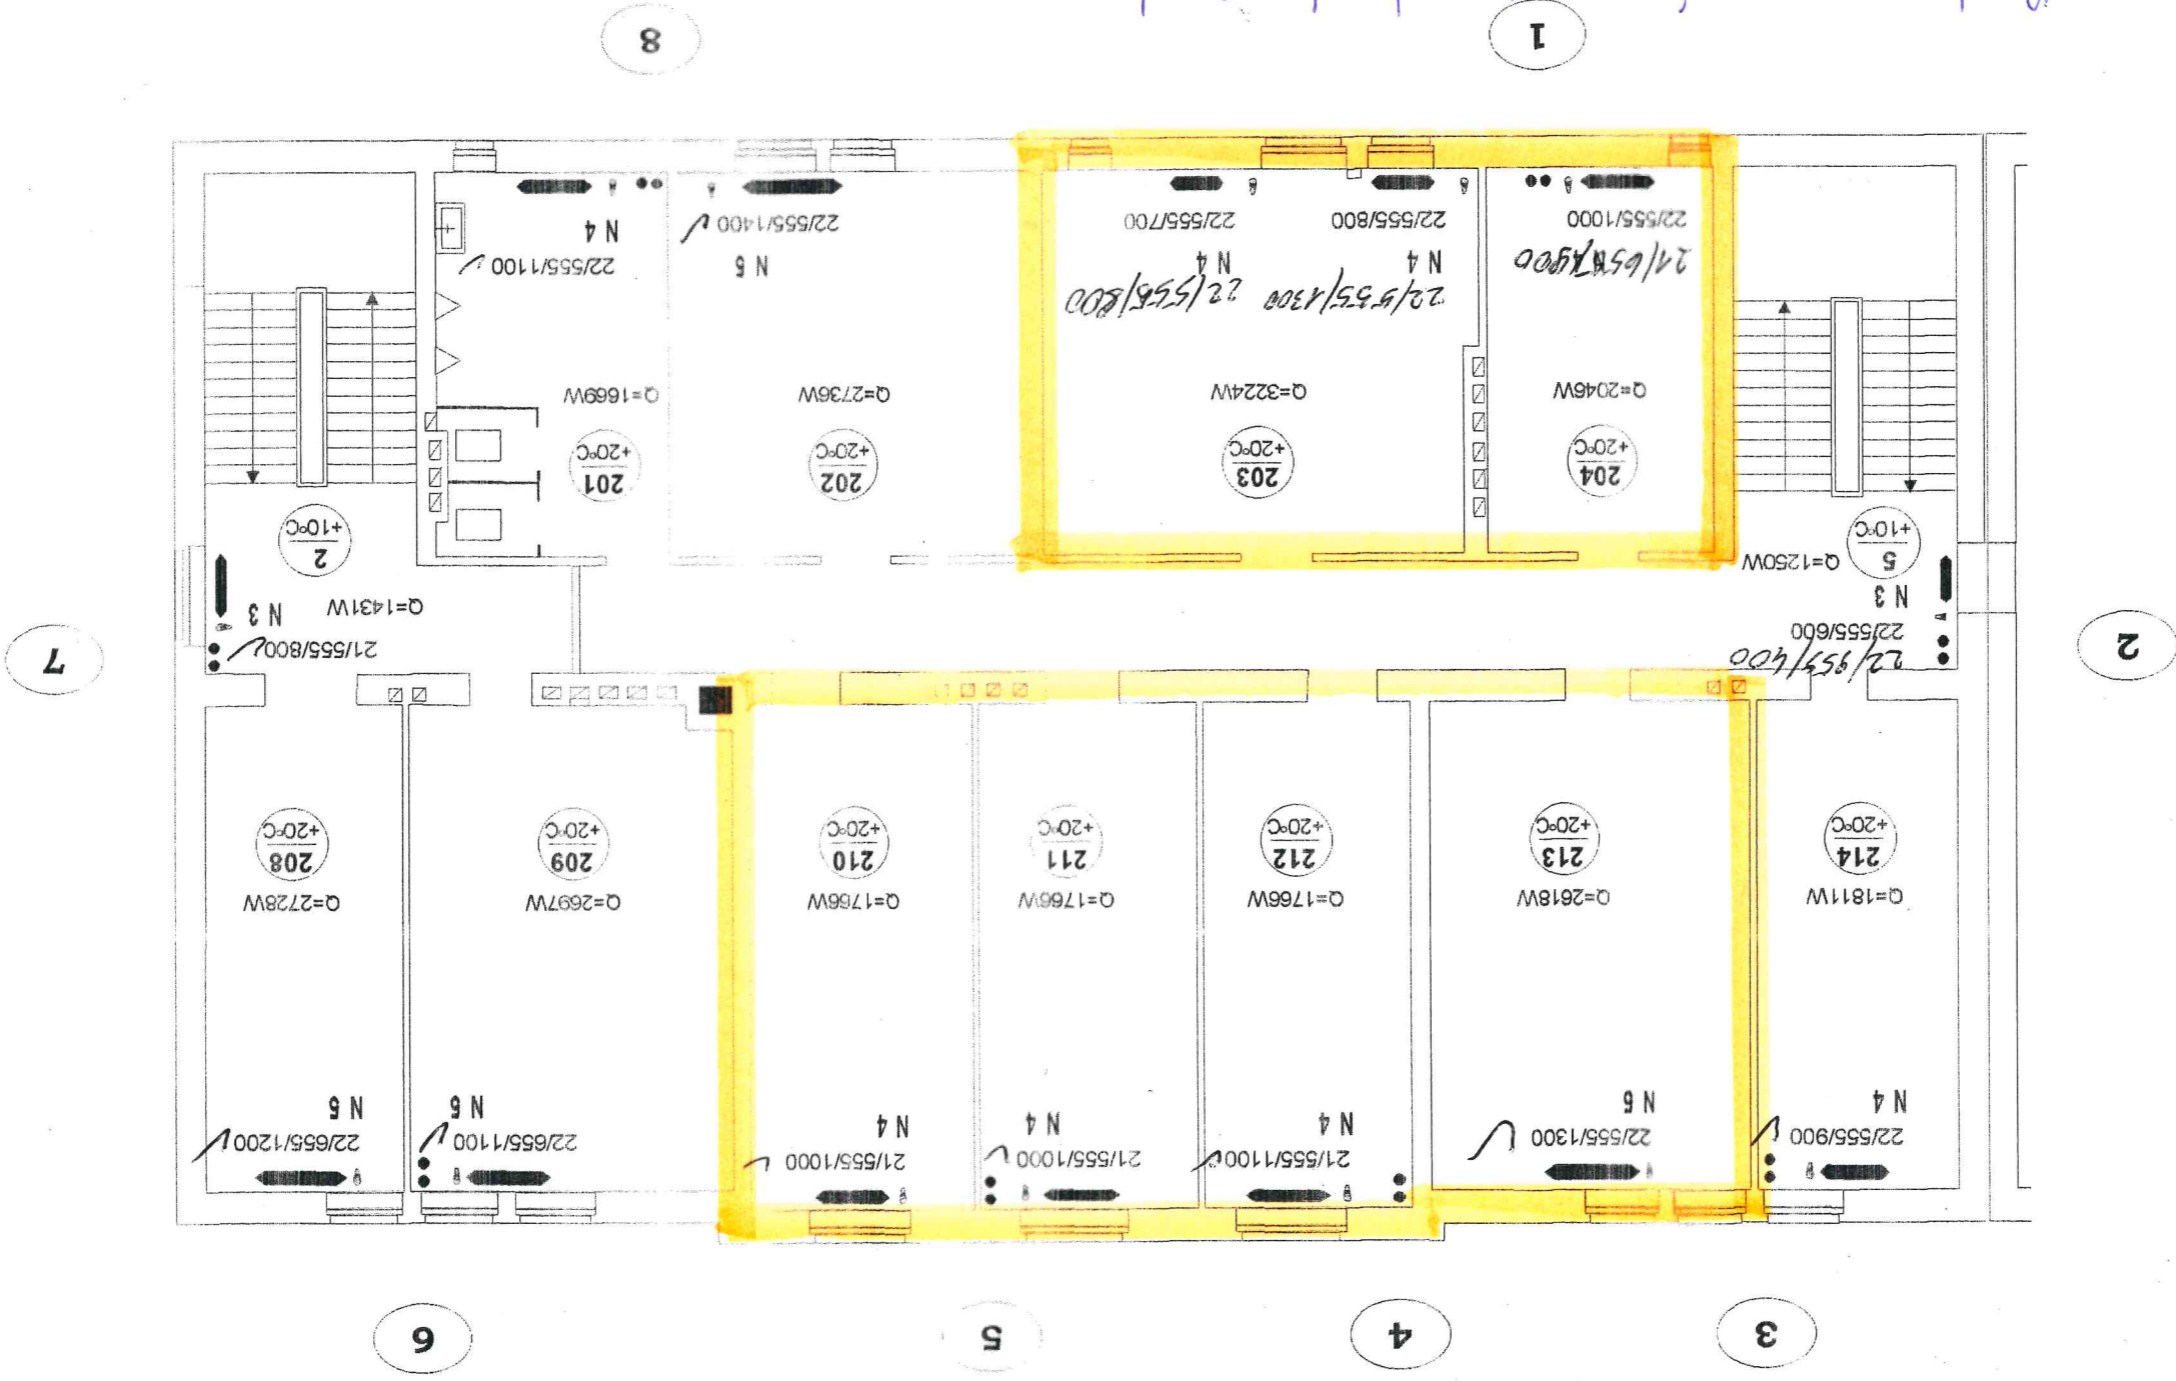 3
4
5
6
22/555/900
N 4
22/555/1300
N 5
21/555/1100
N 4
21/555/1000
N 4
21/555/1000
N 4
22/655/1100
N 5
22/655/1200
N 5
Q=1811W
214
+20°C
Q=2618W
213
+20°C
Q=1766W
212
+20°C
Q=1766W
211
+20°C
Q=1766W
210
+20°C
Q=2697W
209
+20°C
Q=2728W
208
+20°C
2
22/955/400
22/555/600
N 3
Q=1250W
5
+10°C
7
21/555/800
N 3
Q=1431W
2
+10°C
204
+20°C
Q=2046W
203
+20°C
Q=3224W
202
+20°C
Q=2736W
201
+20°C
Q=1669W
22/555/1000
22/555/1300
N 4
22/555/800
22/555/800
N 4
22/555/700
N 5
22/555/1400
22/555/1100
N 4
1
8